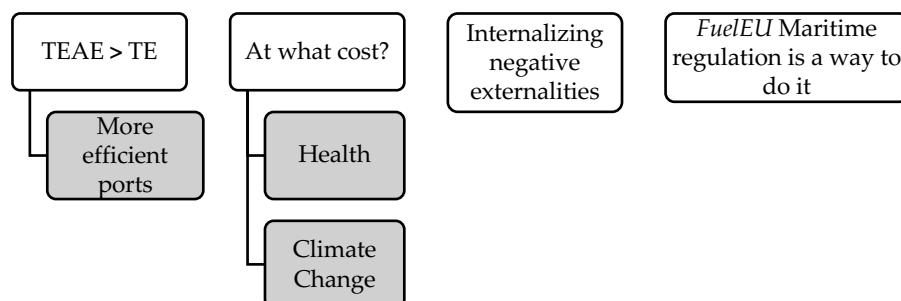 TEAE > TE
More
efficient
ports
At what cost?
Health
Climate
Change
Internalizing
negative
externalities
FuelEU Maritime
regulation is a way to
do it